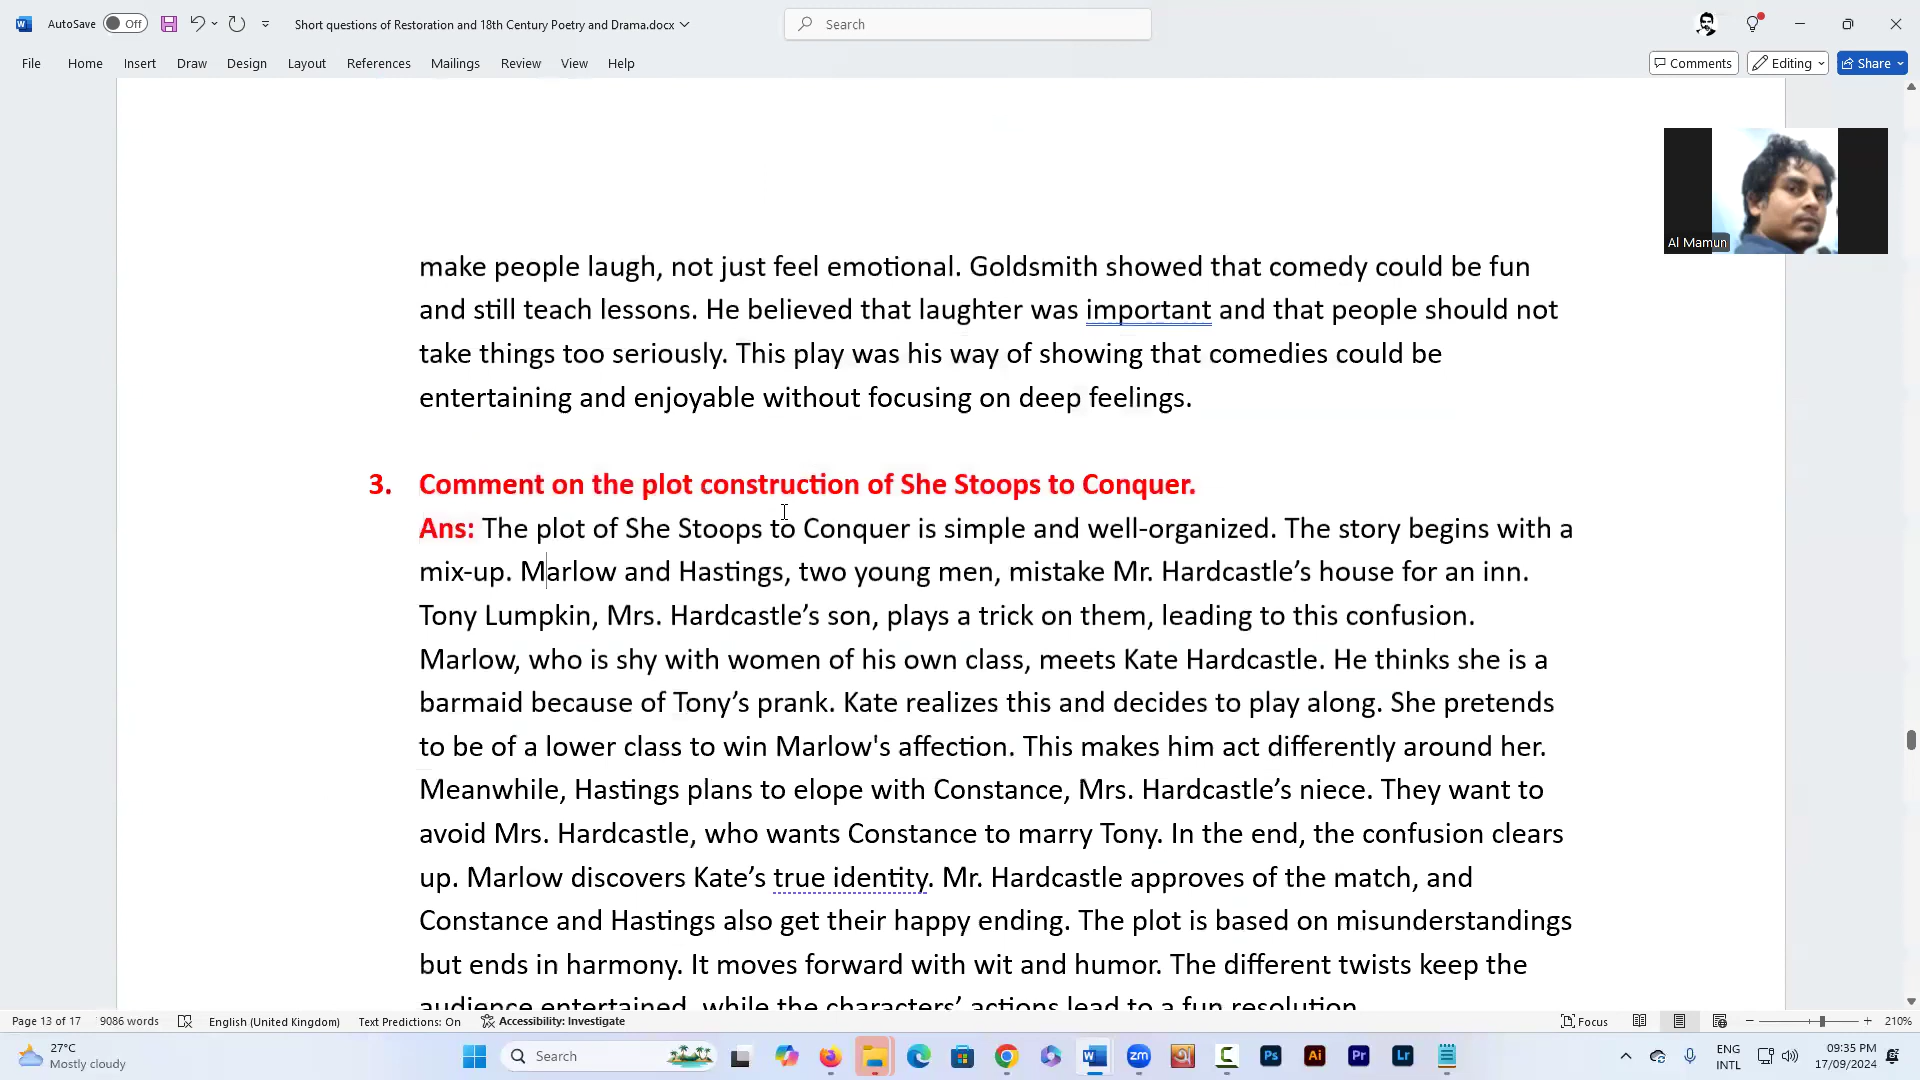 AutoSave Off Short questions of Restoration and 18th Century Poetry and Drama.docx Search
File Home Insert Draw Design Layout References Mailings Review View Help Comments Editing Share
make people laugh, not just feel emotional. Goldsmith showed that comedy could be fun
and still teach lessons. He believed that laughter was important and that people should not
take things too seriously. This play was his way of showing that comedies could be
entertaining and enjoyable without focusing on deep feelings.
Al Mamun
3. Comment on the plot construction of She Stoops to Conquer.
Ans: The plot of She Stoops to Conquer is simple and well-organized. The story begins with a
mix-up. Marlow and Hastings, two young men, mistake Mr. Hardcastle’s house for an inn.
Tony Lumpkin, Mrs. Hardcastle’s son, plays a trick on them, leading to this confusion.
Marlow, who is shy with women of his own class, meets Kate Hardcastle. He thinks she is a
barmaid because of Tony’s prank. Kate realizes this and decides to play along. She pretends
to be of a lower class to win Marlow's affection. This makes him act differently around her.
Meanwhile, Hastings plans to elope with Constance, Mrs. Hardcastle’s niece. They want to
avoid Mrs. Hardcastle, who wants Constance to marry Tony. In the end, the confusion clears
up. Marlow discovers Kate’s true identity. Mr. Hardcastle approves of the match, and
Constance and Hastings also get their happy ending. The plot is based on misunderstandings
but ends in harmony. It moves forward with wit and humor. The different twists keep the
audience entertained, while the characters’ actions lead to a fun resolution.
Page 13 of 17 9086 words English (United Kingdom) Text Predictions: On Accessibility: Investigate Focus 210%
27°C
Mostly cloudy
Search
zm Ps Ai Pr Lr
ENG
INTL
09:35 PM
17/09/2024